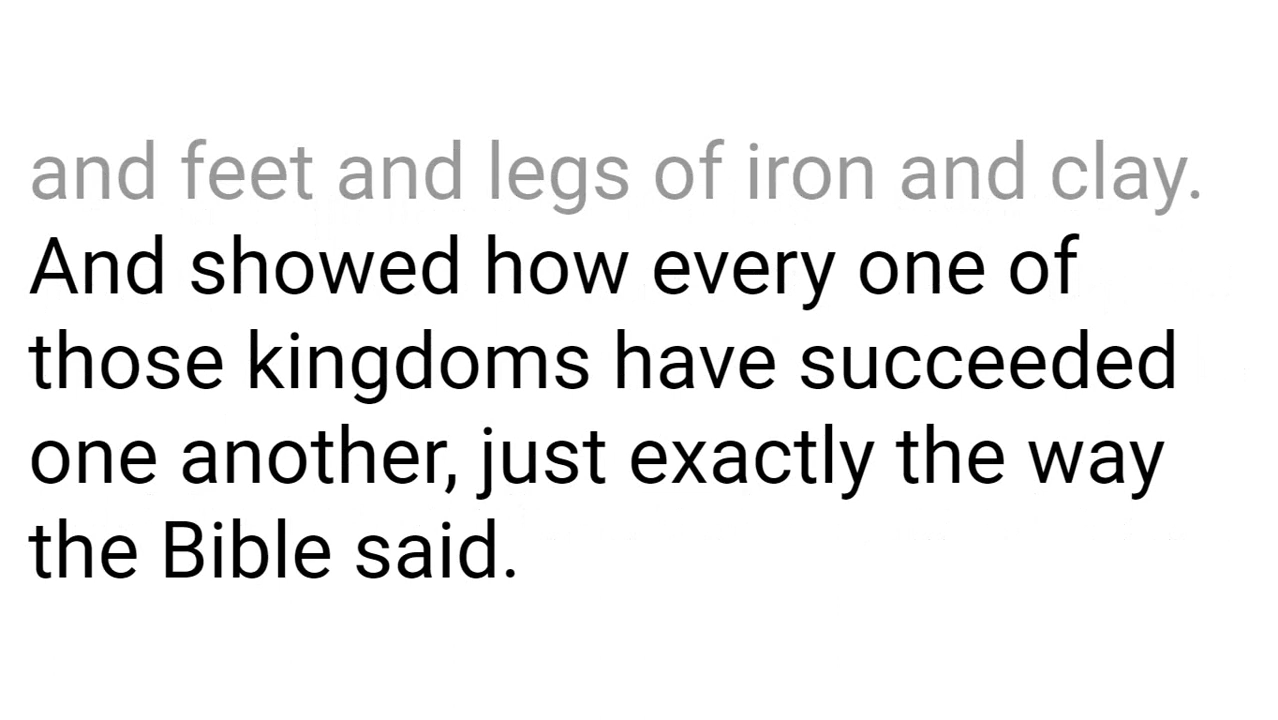 and feet and legs of iron and clay.
And showed how every one of
those kingdoms have succeeded
one another, just exactly the way
the Bible said.